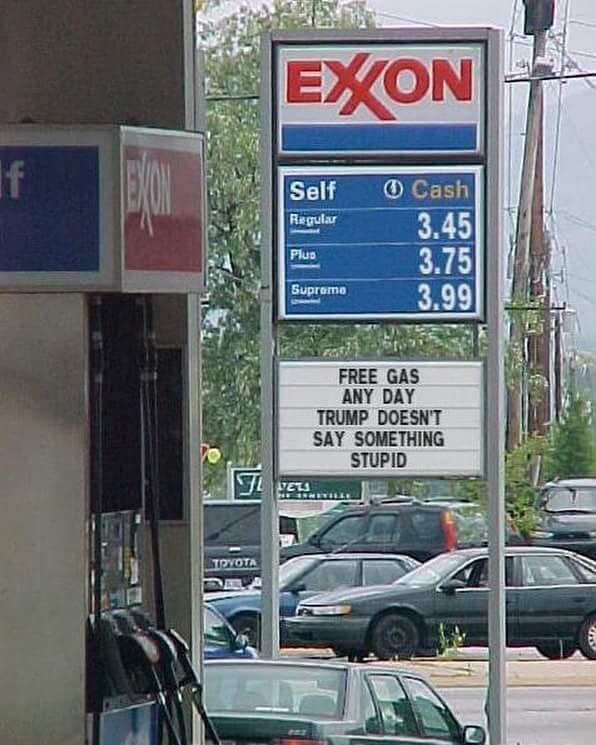 EXXON
Self Cash
Regular 3.45
Plus 3.75
Supreme 3.99
FREE GAS
ANY DAY
TRUMP DOESN'T
SAY SOMETHING
STUPID
lf
EXXON
TOYOTA